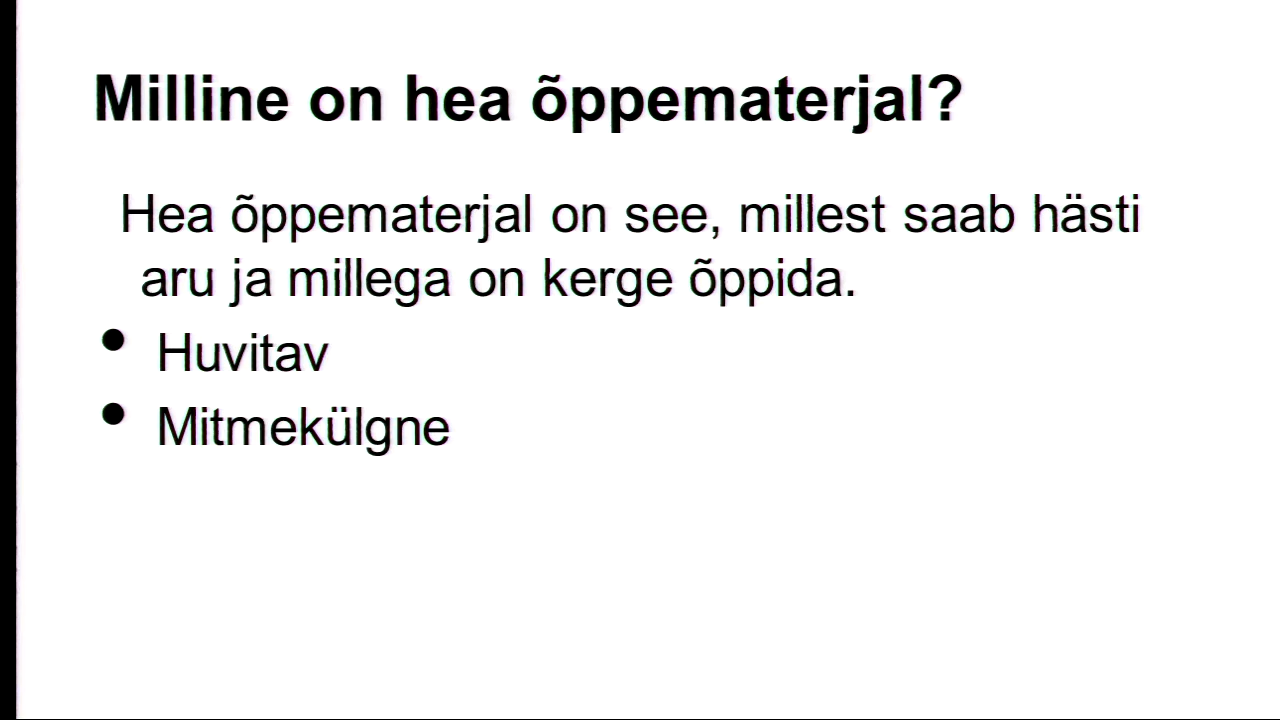 Milline on hea õppematerjal?
Hea õppematerjal on see, millest saab hästi
aru ja millega on kerge õppida.
• Huvitav
• Mitmekülgne